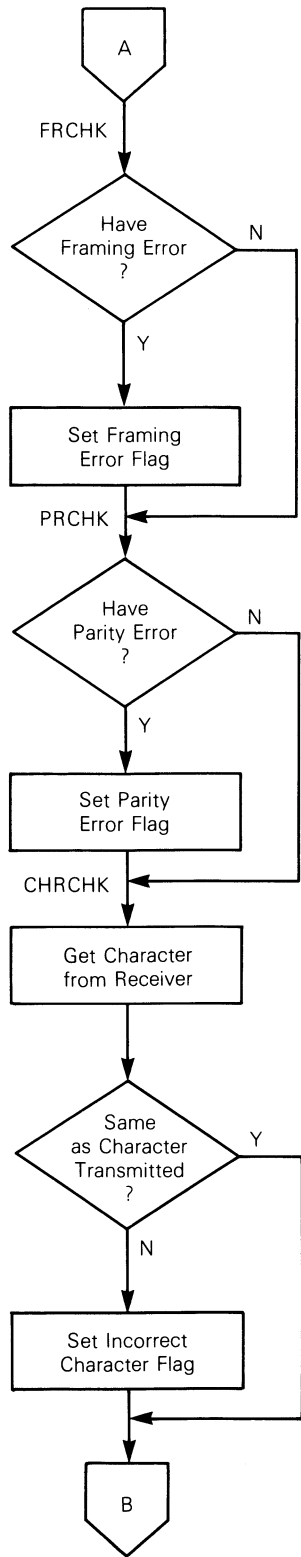 A
FRCHK
Have
Framing Error
?
N
Y
Set Framing
Error Flag
PRCHK
Have
Parity Error
?
N
Y
Set Parity
Error Flag
CHRCHK
Get Character
from Receiver
Same
as Character
Transmitted
?
Y
N
Set Incorrect
Character Flag
B